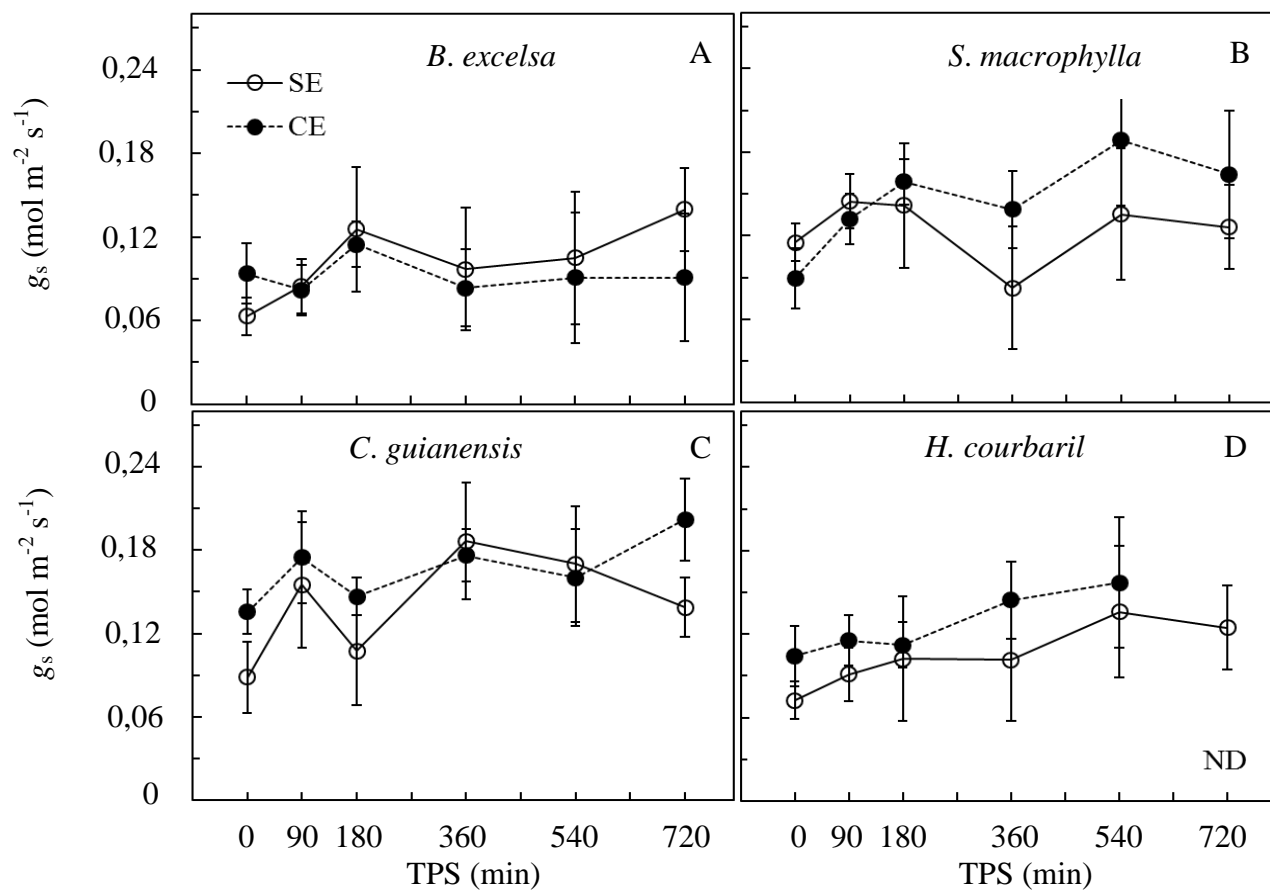 B. excelsa A
SE
CE
0,24
0,18
0,12
0,06
0
gs (mol m-2 s-1)
S. macrophylla B
C. guianensis C
0,24
0,18
0,12
0,06
0
gs (mol m-2 s-1)
H. courbaril D
ND
0 90 180 360 540 720
TPS (min)
0 90 180 360 540 720
TPS (min)